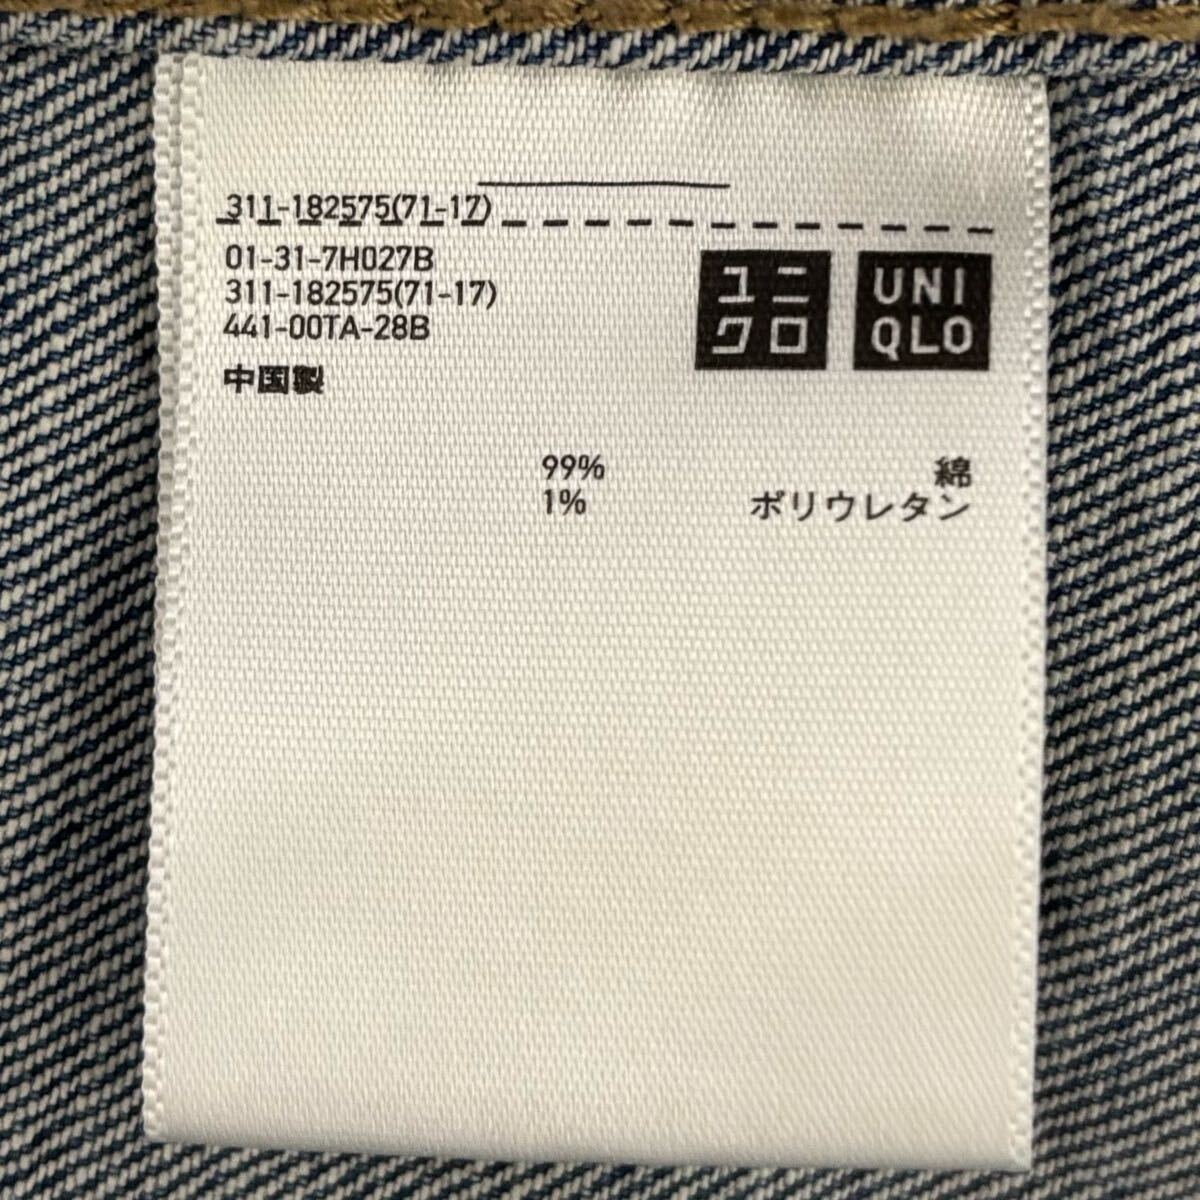 311-182575(71-17)
01-31-7H027B
311-182575(71-17)
441-00TA-28B
中国製
ユニ
クロ
UNI
QLO
99% 綿
1% ポリウレタン